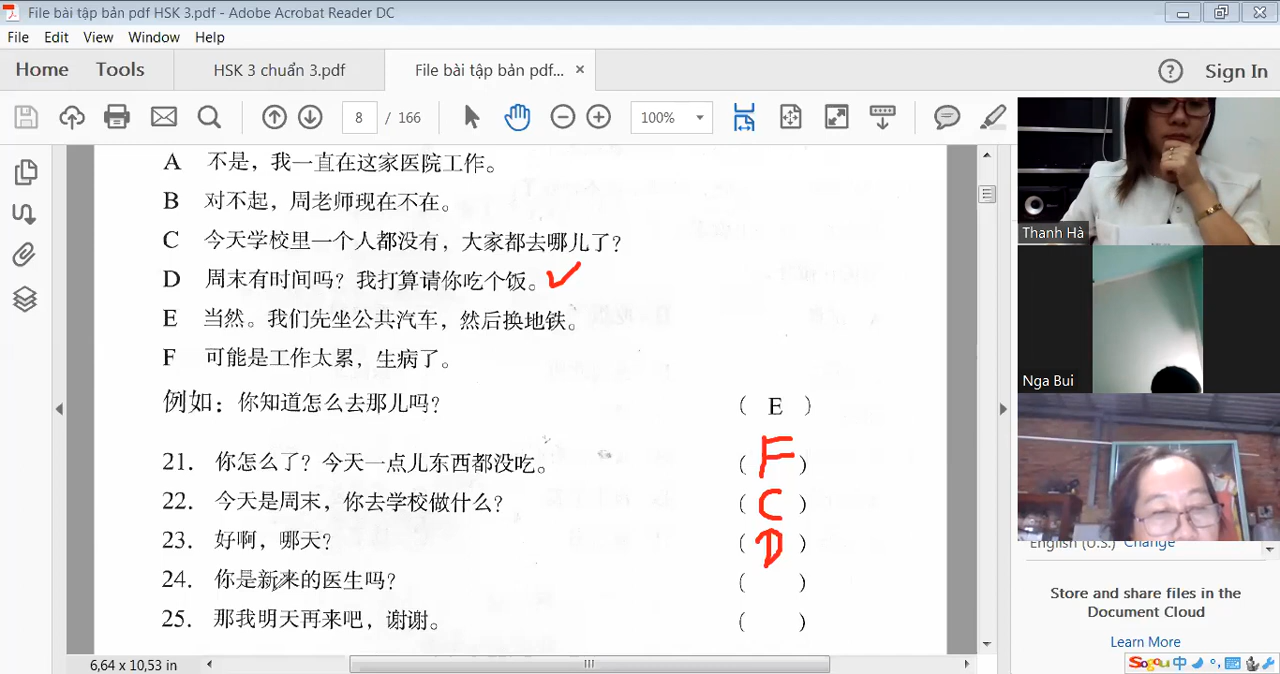 File bài tập bản pdf HSK 3.pdf - Adobe Acrobat Reader DC
File Edit View Window Help
Home Tools HSK 3 chuẩn 3.pdf File bài tập bản pdf... × Sign In
8 / 166 100%
A 不是，我一直在这家医院工作。
B 对不起，周老师现在不在。
C 今天学校里一个人都没有，大家都去哪儿了？
D 周末有时间吗？我打算请你吃个饭。
E 当然。我们先坐公共汽车，然后换地铁。
F 可能是工作太累，生病了。
例如：你知道怎么去那儿吗？ ( E )
21. 你怎么了？今天一点儿东西都没吃。 ( F )
22. 今天是周末，你去学校做什么？ ( C )
23. 好啊，哪天？ ( D )
24. 你是新来的医生吗？ ( )
25. 那我明天再来吧，谢谢。 ( )
6,64 x 10,53 in
Thanh Hà
Nga Bui
English (U.S.) Change
Store and share files in the
Document Cloud
Learn More
Sogou 中